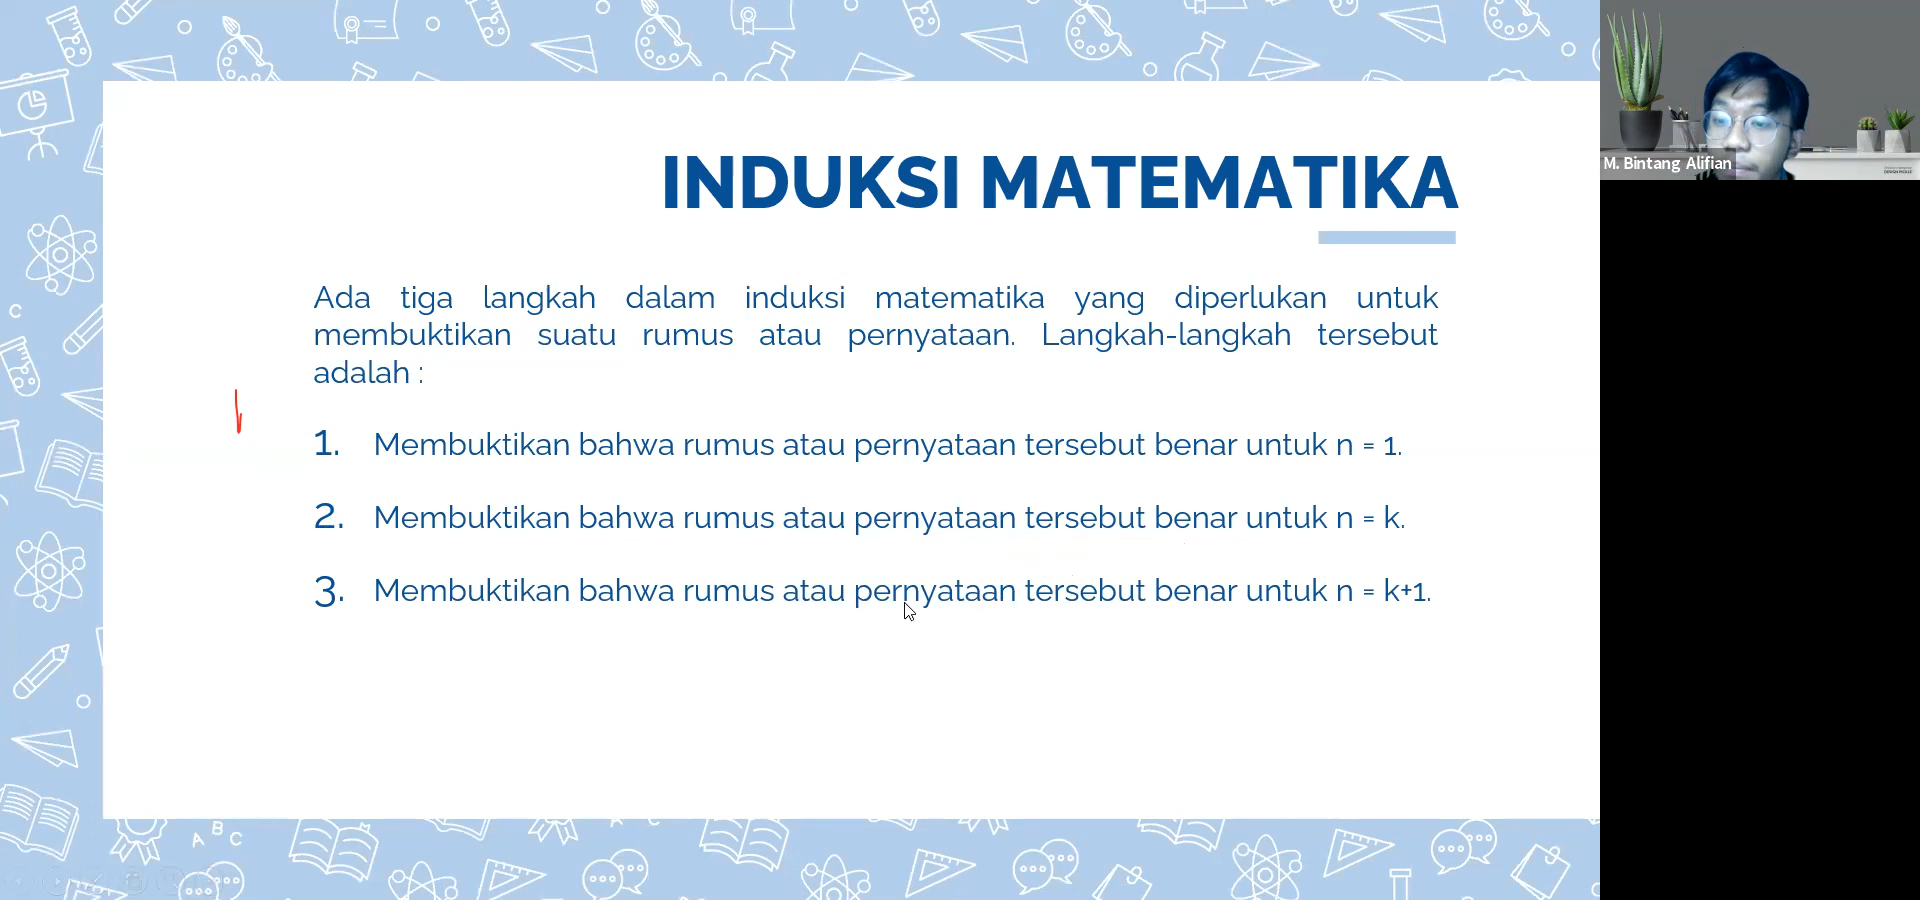 INDUKSI MATEMATIKA
Ada tiga langkah dalam induksi matematika yang diperlukan untuk
membuktikan suatu rumus atau pernyataan. Langkah-langkah tersebut
adalah :
1. Membuktikan bahwa rumus atau pernyataan tersebut benar untuk n = 1.
2. Membuktikan bahwa rumus atau pernyataan tersebut benar untuk n = k.
3. Membuktikan bahwa rumus atau pernyataan tersebut benar untuk n = k+1.
M. Bintang Alifian
A B C